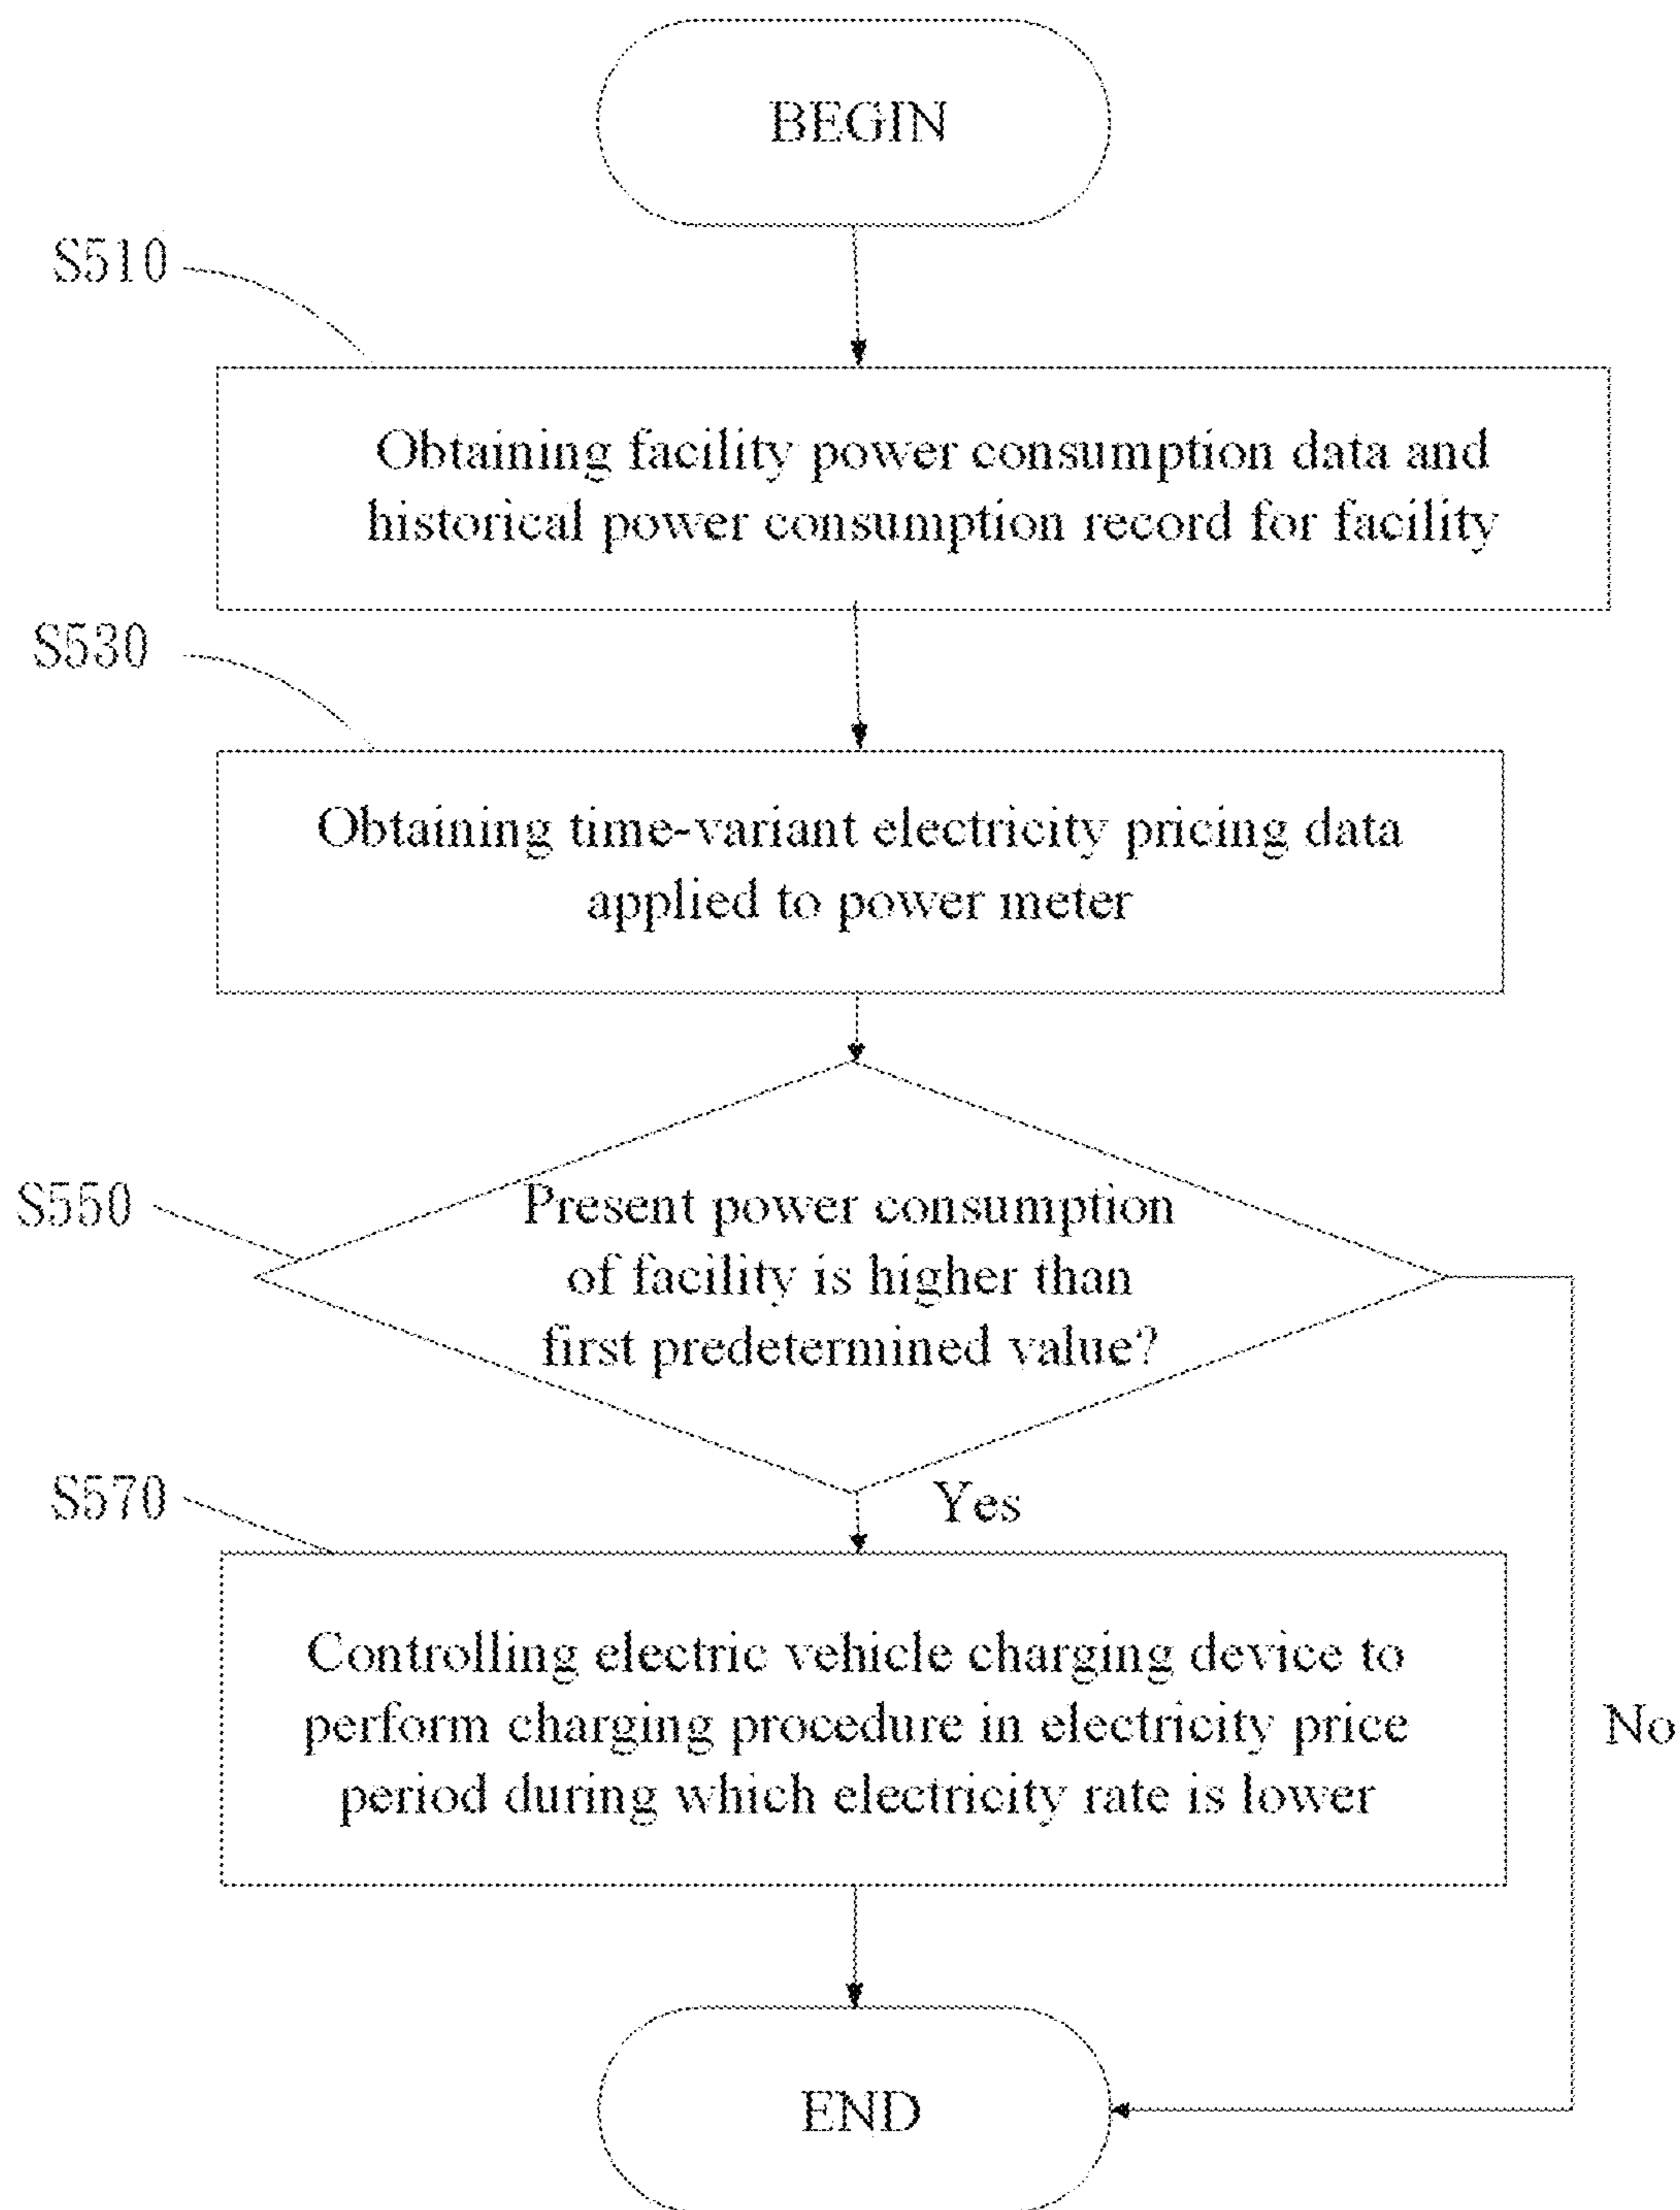 BEGIN
S510
Obtaining facility power consumption data and
historical power consumption record for facility
S530
Obtaining time-variant electricity pricing data
applied to power meter
S550
Present power consumption
of facility is higher than
first predetermined value?
Yes
S570
Controlling electric vehicle charging device to
perform charging procedure in electricity price
period during which electricity rate is lower
No
END